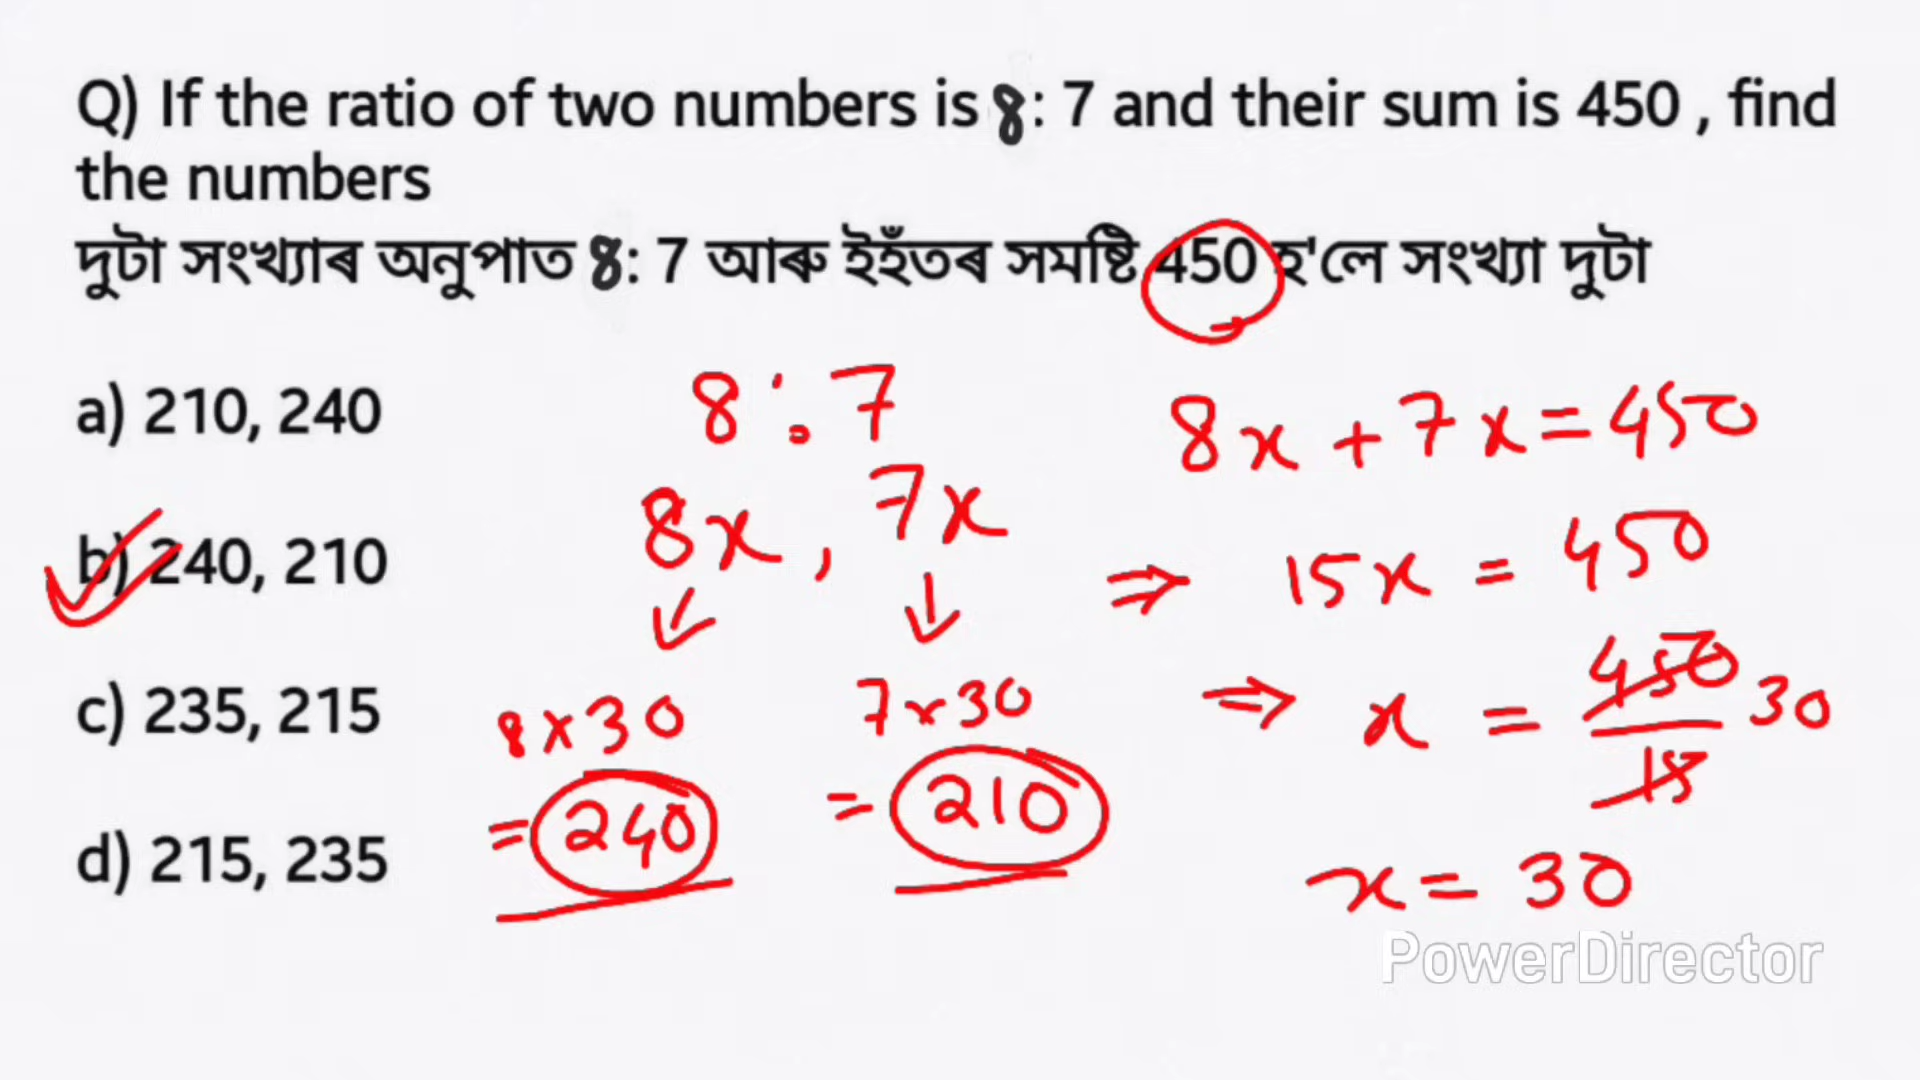 Q) If the ratio of two numbers is 8: 7 and their sum is 450 , find
the numbers
দুটা সংখ্যাৰ অনুপাত 8: 7 আৰু ইহঁতৰ সমষ্টি 450 হ'লে সংখ্যা দুটা
a) 210, 240
b) 240, 210
c) 235, 215
d) 215, 235
8 : 7
8x , 7x
8 x 30
= 240
7 x 30
= 210
8x + 7x = 450
⇒ 15x = 450
⇒ x = 450/15 30
x = 30
PowerDirector